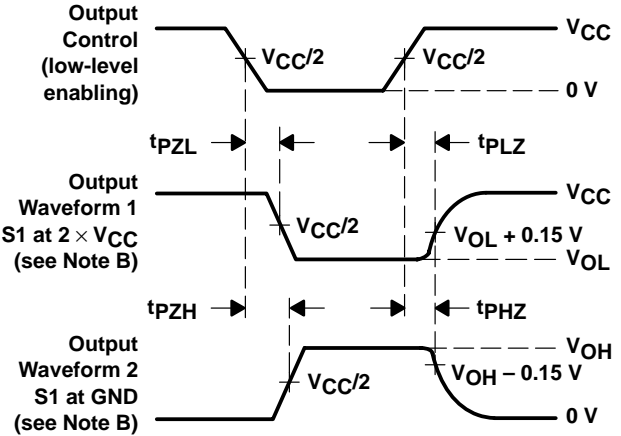 Output
Control
(low-level
enabling)
VCC/2
VCC/2
VCC
0 V
tPZL
tPLZ
Output
Waveform 1
S1 at 2 × VCC
(see Note B)
VCC/2
VCC
VOL + 0.15 V
VOL
tPZH
tPHZ
Output
Waveform 2
S1 at GND
(see Note B)
VCC/2
VOH
VOH – 0.15 V
0 V